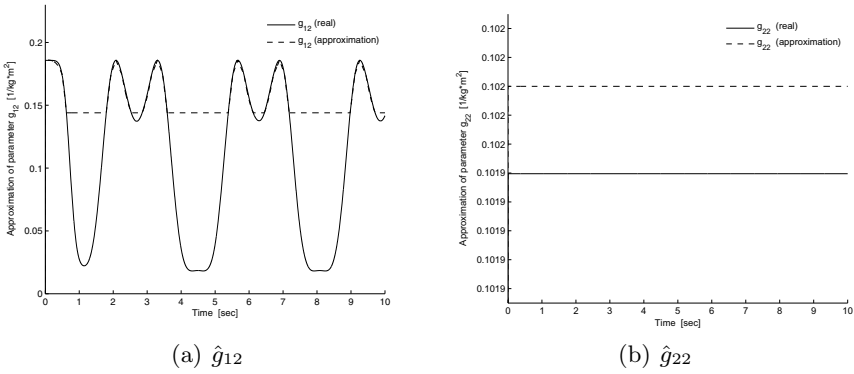 g12 (real)
g12 (approximation)
0.2
0.15
0.1
0.05
0
Approximation of parameter g12 [1/kg*m²]
0 1 2 3 4 5 6 7 8 9 10
Time [sec]
(a) ĝ12
g22 (real)
g22 (approximation)
0.102
0.102
0.102
0.102
0.102
0.1019
0.1019
0.1019
0.1019
0.1019
Approximation of parameter g22 [1/kg*m²]
0 1 2 3 4 5 6 7 8 9 10
Time [sec]
(b) ĝ22